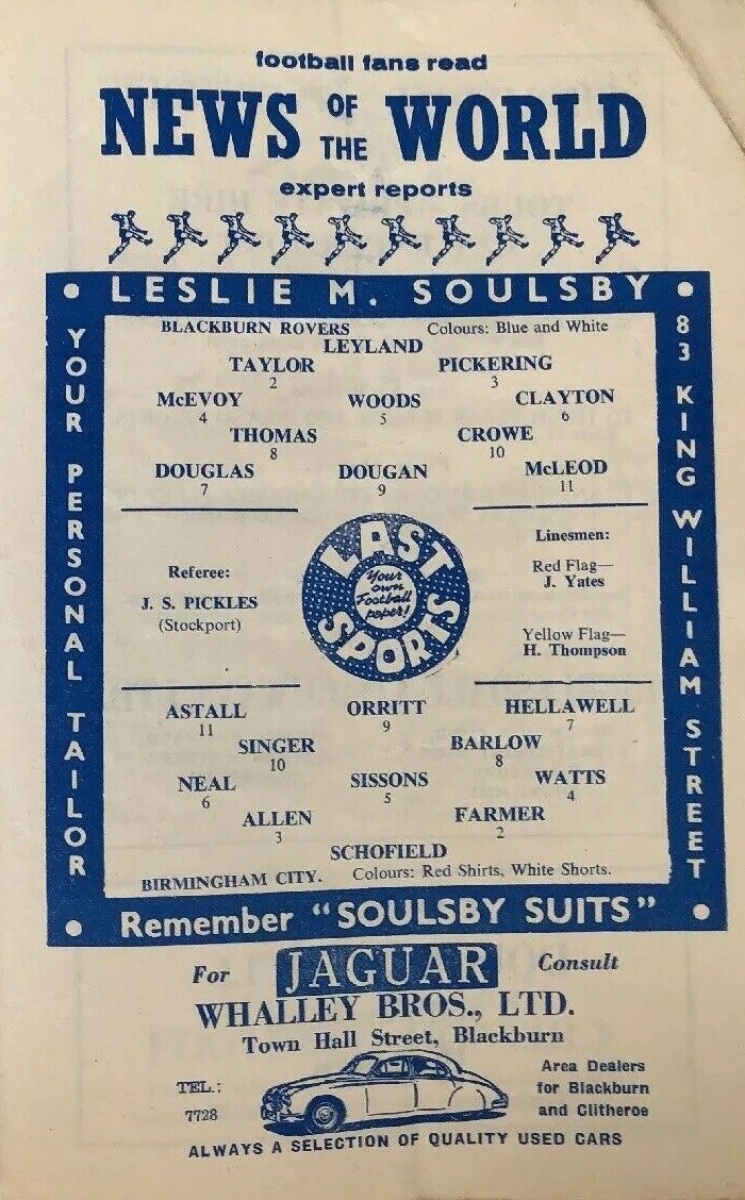 football fans read
NEWS OF THE WORLD
expert reports
• LESLIE M. SOULSBY •
YOUR PERSONAL TAILOR
83 KING WILLIAM STREET
BLACKBURN ROVERS Colours: Blue and White
LEYLAND
TAYLOR PICKERING
2 3
McEVOY WOODS CLAYTON
4 5 6
THOMAS CROWE
8 10
DOUGLAS DOUGAN McLEOD
7 9 11
Referee:
J. S. PICKLES
(Stockport)
LAST
Your
own
Football
paper!
SPORTS
Linesmen:
Red Flag—
J. Yates
Yellow Flag—
H. Thompson
ASTALL ORRITT HELLAWELL
11 9 7
SINGER BARLOW
10 8
NEAL SISSONS WATTS
6 5 4
ALLEN FARMER
3 2
SCHOFIELD
BIRMINGHAM CITY. Colours: Red Shirts, White Shorts.
• Remember "SOULSBY SUITS" •
For JAGUAR Consult
WHALLEY BROS., LTD.
Town Hall Street, Blackburn
TEL.:
7728
Area Dealers
for Blackburn
and Clitheroe
ALWAYS A SELECTION OF QUALITY USED CARS